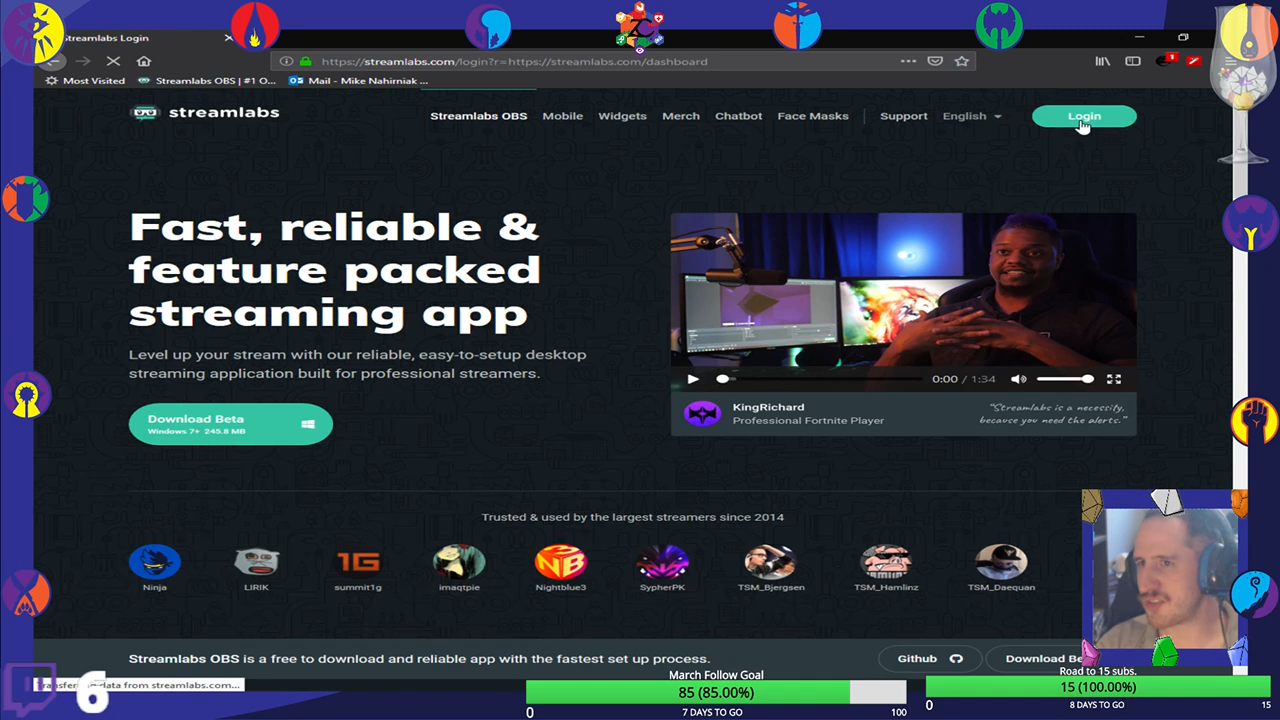 Streamlabs Login
https://streamlabs.com/login?r=https://streamlabs.com/dashboard
1
Most Visited
Streamlabs OBS | #1 O...
Mail - Mike Nahirniak ...
streamlabs
Streamlabs OBS
Mobile
Widgets
Merch
Chatbot
Face Masks
Support
English
Login
Fast, reliable &
feature packed
streaming app
Level up your stream with our reliable, easy-to-setup desktop
streaming application built for professional streamers.
Download Beta
Windows 7+ 245.8 MB
0:00 / 1:34
KingRichard
Professional Fortnite Player
"Streamlabs is a necessity,
because you need the alerts."
Trusted & used by the largest streamers since 2014
1G
NB
Ninja
LIRIK
summit1g
imaqtpie
Nightblue3
SypherPK
TSM_Bjergsen
TSM_Hamlinz
TSM_Daequan
Streamlabs OBS is a free to download and reliable app with the fastest set up process.
Github
Download Be
data from streamlabs.com...
6
March Follow Goal
85 (85.00%)
0
7 DAYS TO GO
100
Road to 15 subs.
15 (100.00%)
0
8 DAYS TO GO
15